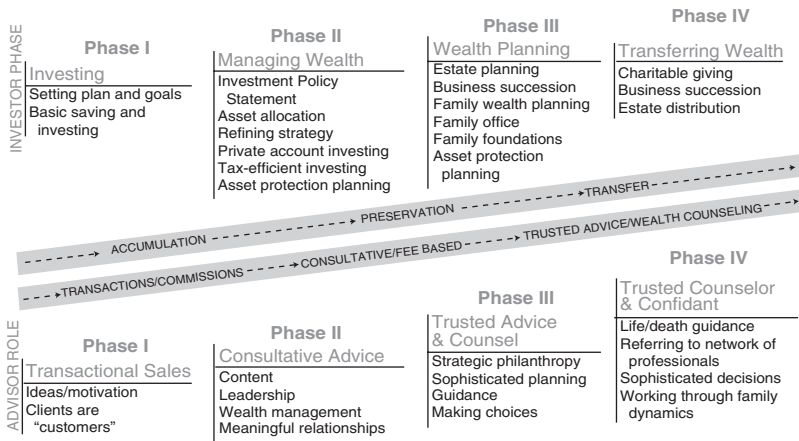 INVESTOR PHASE
Phase I
Investing
Setting plan and goals
Basic saving and
investing
Phase II
Managing Wealth
Investment Policy
Statement
Asset allocation
Refining strategy
Private account investing
Tax-efficient investing
Asset protection planning
Phase III
Wealth Planning
Estate planning
Business succession
Family wealth planning
Family office
Family foundations
Asset protection
planning
Phase IV
Transferring Wealth
Charitable giving
Business succession
Estate distribution
ACCUMULATION PRESERVATION TRANSFER
TRANSACTIONS/COMMISSIONS CONSULTATIVE/FEE BASED TRUSTED ADVICE/WEALTH COUNSELING
ADVISOR ROLE
Phase I
Transactional Sales
Ideas/motivation
Clients are
“customers”
Phase II
Consultative Advice
Content
Leadership
Wealth management
Meaningful relationships
Phase III
Trusted Advice
& Counsel
Strategic philanthropy
Sophisticated planning
Guidance
Making choices
Phase IV
Trusted Counselor
& Confidant
Life/death guidance
Referring to network of
professionals
Sophisticated decisions
Working through family
dynamics